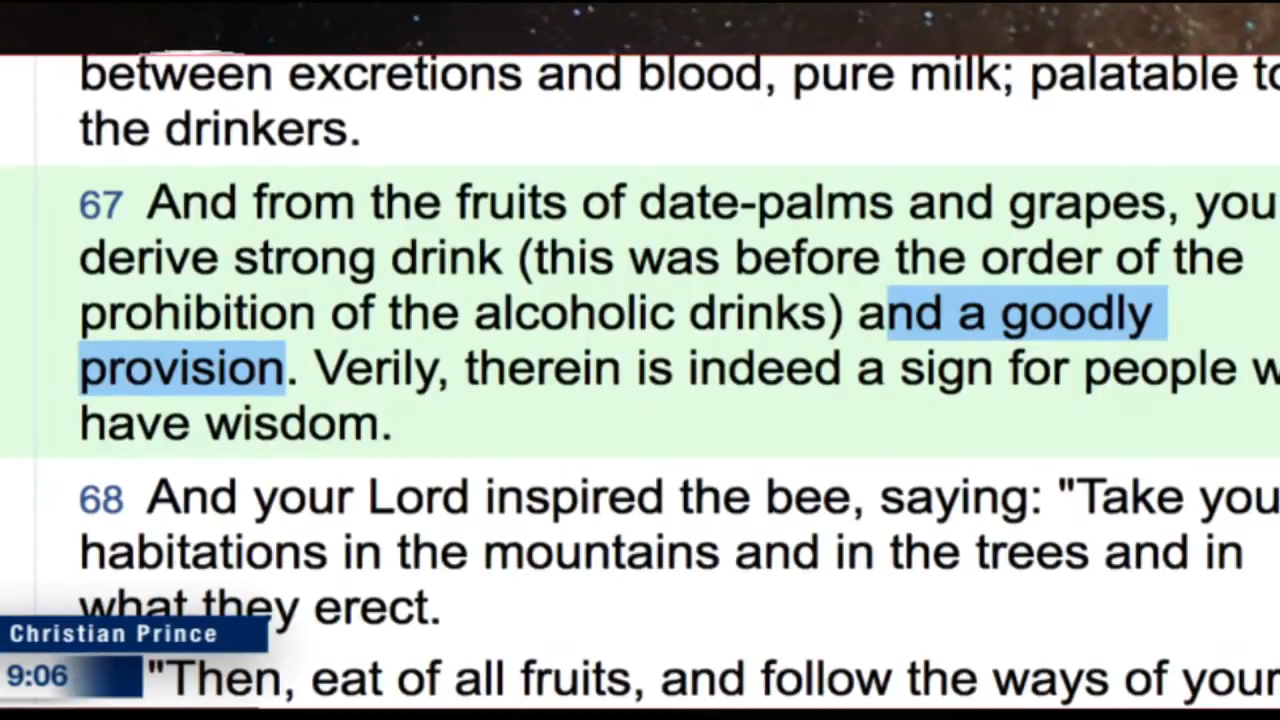 between excretions and blood, pure milk; palatable
the drinkers.
67 And from the fruits of date-palms and grapes, you
derive strong drink (this was before the order of the
prohibition of the alcoholic drinks) and a goodly
provision. Verily, therein is indeed a sign for people
have wisdom.
68 And your Lord inspired the bee, saying: "Take you
habitations in the mountains and in the trees and in
what they erect.
Christian Prince
9:06
"Then, eat of all fruits, and follow the ways of your